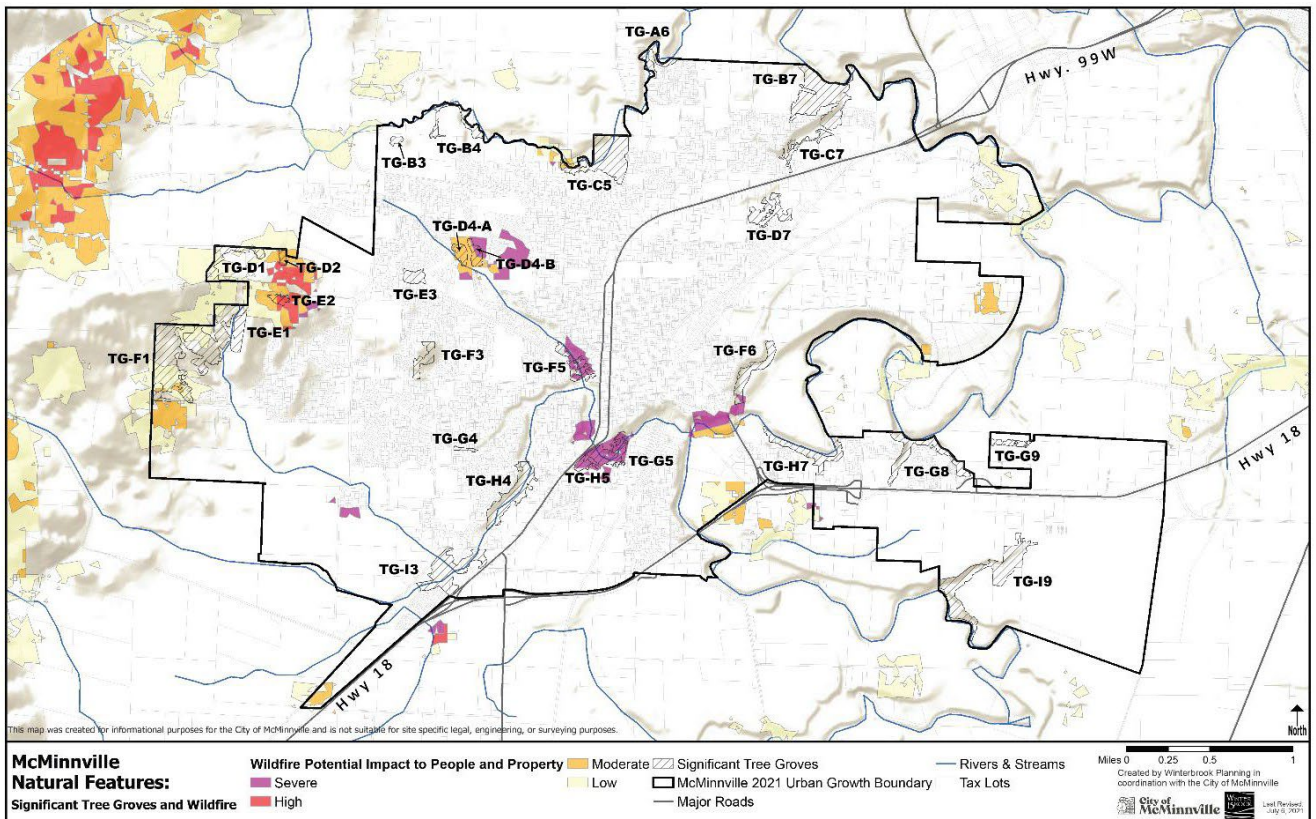 TG-A6
Hwy. 99W
TG-B7
TG-B4
TG-B3
TG-C7
TG-C5
TG-D7
TG-D4-A
TG-D4-B
TG-D1
TG-D2
TG-E3
TG-E2
TG-E1
TG-F1
TG-F3
TG-F5
TG-F6
TG-G4
TG-G5
TG-H7
TG-G8
TG-G9
Hwy 18
TG-H5
TG-H4
TG-I3
TG-I9
Hwy 18
This map was created for informational purposes for the City of McMinnville and is not suitable for site specific legal, engineering, or surveying purposes.
North
McMinnville
Natural Features:
Significant Tree Groves and Wildfire
Wildfire Potential Impact to People and Property
Severe
High
Moderate
Low
Significant Tree Groves
McMinnville 2021 Urban Growth Boundary
Major Roads
Rivers & Streams
Tax Lots
Miles 0 0.25 0.5 1
Created by Winterbrook Planning in
coordination with the City of McMinnville
City of
McMinnville
WINTER
BROOK
Last Revised:
July 6, 2021